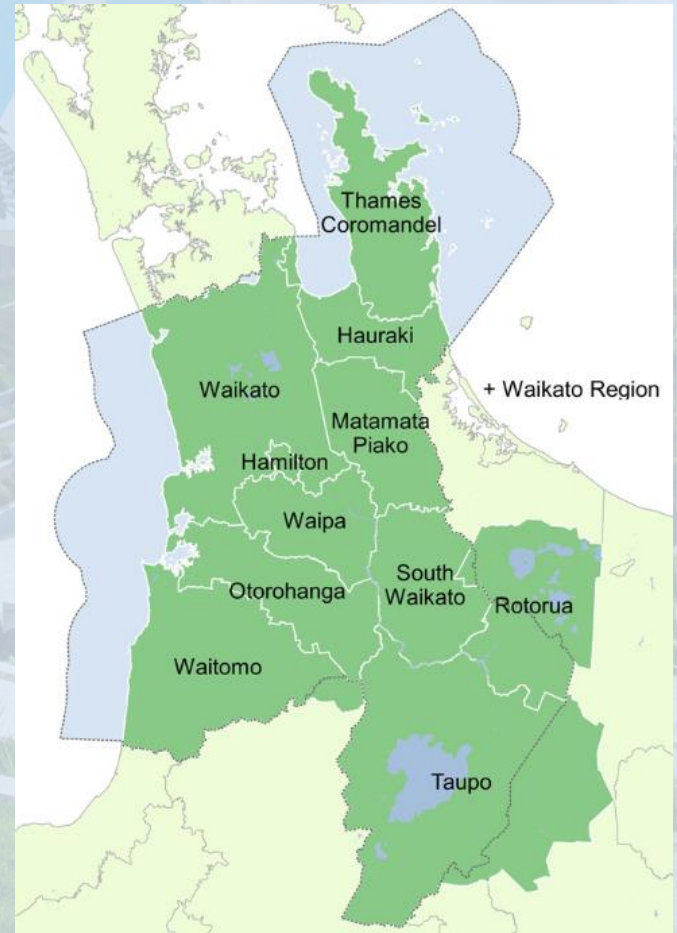 Thames
Coromandel
Hauraki
Waikato
+ Waikato Region
Matamata
Piako
Hamilton
Waipa
South
Waikato
Otorohanga
Rotorua
Waitomo
Taupo